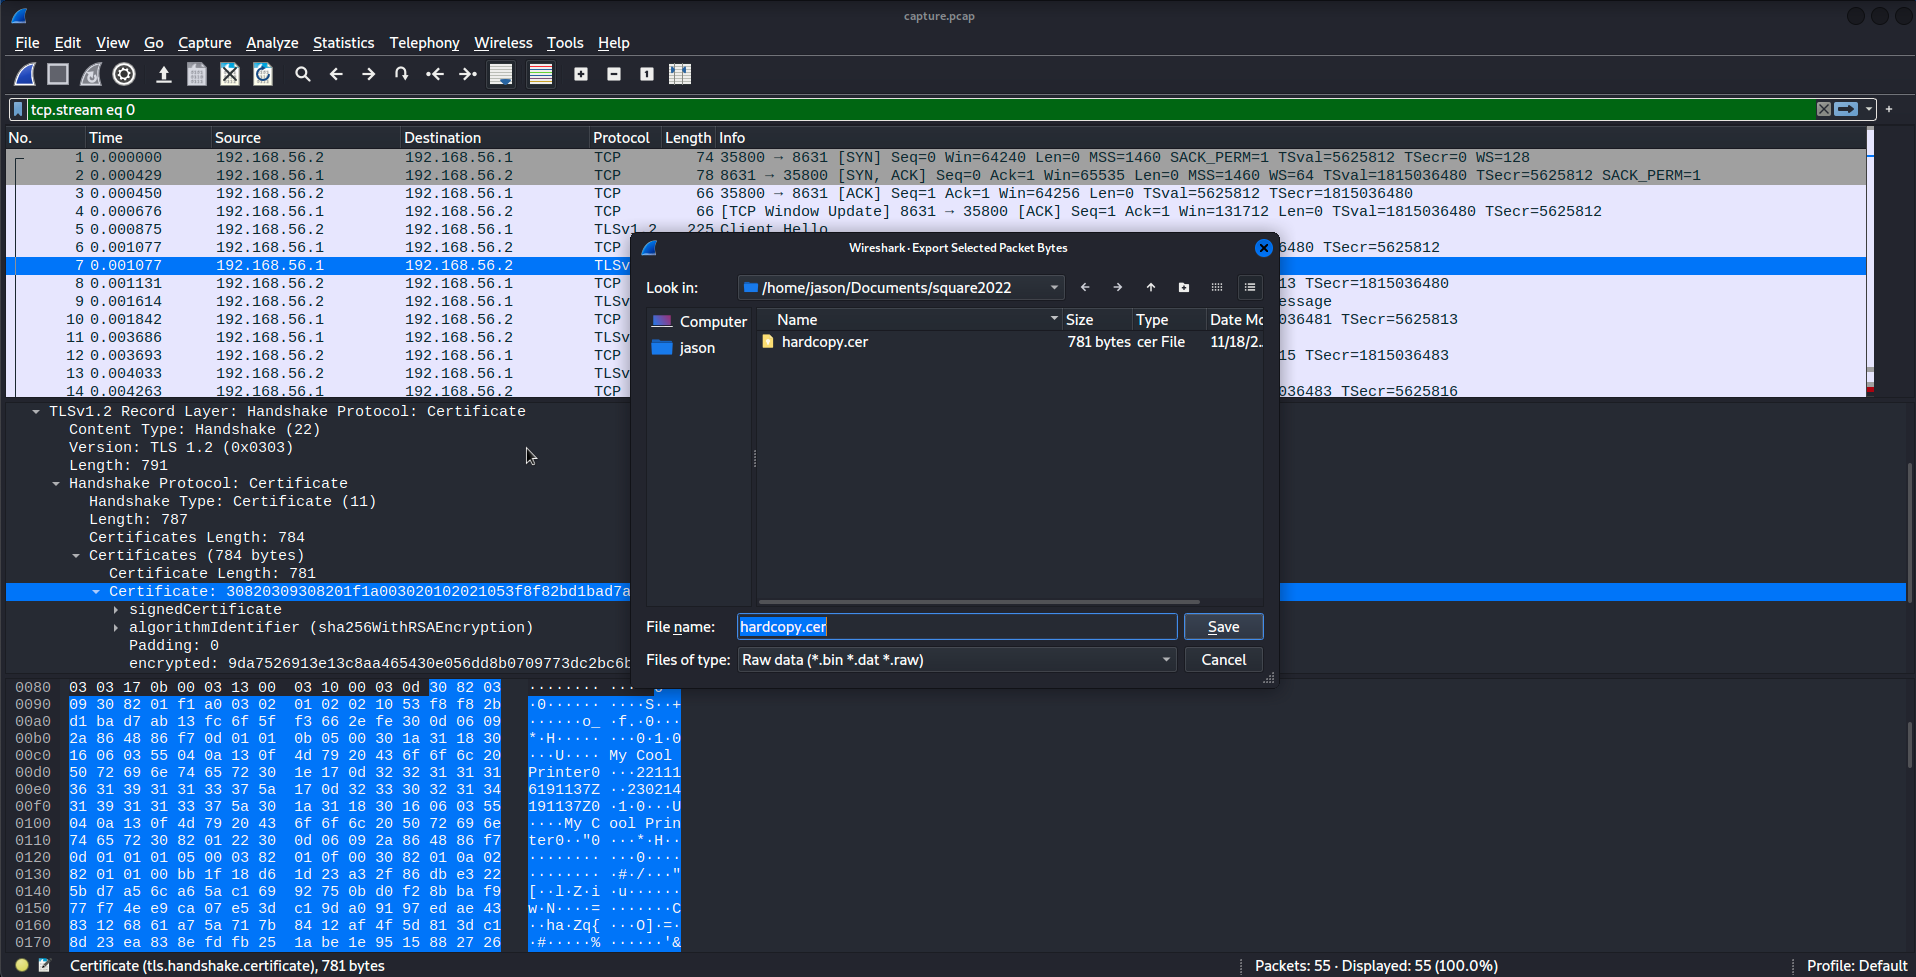 capture.pcap
File Edit View Go Capture Analyze Statistics Telephony Wireless Tools Help
tcp.stream eq 0
No. Time Source Destination Protocol Length Info
1 0.000000 192.168.56.2 192.168.56.1 TCP 74 35800 → 8631 [SYN] Seq=0 Win=64240 Len=0 MSS=1460 SACK_PERM=1 TSval=5625812 TSecr=0 WS=128
2 0.000429 192.168.56.1 192.168.56.2 TCP 78 8631 → 35800 [SYN, ACK] Seq=0 Ack=1 Win=65535 Len=0 MSS=1460 WS=64 TSval=1815036480 TSecr=5625812 SACK_PERM=1
3 0.000450 192.168.56.2 192.168.56.1 TCP 66 35800 → 8631 [ACK] Seq=1 Ack=1 Win=64256 Len=0 TSval=5625812 TSecr=1815036480
4 0.000676 192.168.56.1 192.168.56.2 TCP 66 [TCP Window Update] 8631 → 35800 [ACK] Seq=1 Ack=1 Win=131712 Len=0 TSval=1815036480 TSecr=5625812
5 0.000875 192.168.56.2 192.168.56.1 TLSv1.2 225 Client Hello
6 0.001077 192.168.56.1 192.168.56.2 TCP 6480 TSecr=5625812
7 0.001077 192.168.56.1 192.168.56.2 TLSv
8 0.001131 192.168.56.2 192.168.56.1 TCP 13 TSecr=1815036480
9 0.001614 192.168.56.2 192.168.56.1 TLSv essage
10 0.001842 192.168.56.1 192.168.56.2 TCP 036481 TSecr=5625813
11 0.003686 192.168.56.1 192.168.56.2 TLSv
12 0.003693 192.168.56.2 192.168.56.1 TCP 15 TSecr=1815036483
13 0.004033 192.168.56.2 192.168.56.1 TLSv
14 0.004263 192.168.56.1 192.168.56.2 TCP 036483 TSecr=5625816
Wireshark · Export Selected Packet Bytes
Look in: /home/jason/Documents/square2022
Computer
jason
Name Size Type Date Mo
hardcopy.cer 781 bytes cer File 11/18/2..
File name: hardcopy.cer Save
Files of type: Raw data (*.bin *.dat *.raw) Cancel
TLSv1.2 Record Layer: Handshake Protocol: Certificate
Content Type: Handshake (22)
Version: TLS 1.2 (0x0303)
Length: 791
Handshake Protocol: Certificate
Handshake Type: Certificate (11)
Length: 787
Certificates Length: 784
Certificates (784 bytes)
Certificate Length: 781
Certificate: 30820309308201f1a003020102021053f8f82bd1bad7a
signedCertificate
algorithmIdentifier (sha256WithRSAEncryption)
Padding: 0
encrypted: 9da7526913e13c8aa465430e056dd8b0709773dc2bc6b
0080 03 03 17 0b 00 03 13 00 03 10 00 03 0d 30 82 03 ········ ·····0··
0090 09 30 82 01 f1 a0 03 02 01 02 02 10 53 f8 f8 2b ·0······ ····S··+
00a0 d1 ba d7 ab 13 fc 6f 5f f3 66 2e fe 30 0d 06 09 ······o_ ·f.·0···
00b0 2a 86 48 86 f7 0d 01 01 0b 05 00 30 1a 31 18 30 *·H····· ···0·1·0
00c0 16 06 03 55 04 0a 13 0f 4d 79 20 43 6f 6f 6c 20 ···U···· My Cool
00d0 50 72 69 6e 74 65 72 30 1e 17 0d 32 32 31 31 31 Printer0 ···22111
00e0 36 31 39 31 31 33 37 5a 17 0d 32 33 30 32 31 34 6191137Z ··230214
00f0 31 39 31 31 33 37 5a 30 1a 31 18 30 16 06 03 55 191137Z0 ·1·0···U
0100 04 0a 13 0f 4d 79 20 43 6f 6f 6c 20 50 72 69 6e ····My C ool Prin
0110 74 65 72 30 82 01 22 30 0d 06 09 2a 86 48 86 f7 ter0··"0 ···*·H··
0120 0d 01 01 01 05 00 03 82 01 0f 00 30 82 01 0a 02 ········ ···0····
0130 82 01 01 00 bb 1f 18 d6 1d 23 a3 2f 86 db e3 22 ········ ·#·/···"
0140 5b d7 a5 6c a6 5a c1 69 92 75 0b d0 f2 8b ba f9 [··l·Z·i ·u······
0150 77 f7 4e e9 ca 07 e5 3d c1 9d a0 91 97 ed ae 43 w·N····= ·······C
0160 83 12 68 61 a7 5a 71 7b 84 12 af 4f 5d 81 3d c1 ··ha·Zq{ ···O]·=·
0170 8d 23 ea 83 8e fd fb 25 1a be 1e 95 15 88 27 26 ·#·····% ······'&
Certificate (tls.handshake.certificate), 781 bytes Packets: 55 · Displayed: 55 (100.0%) Profile: Default